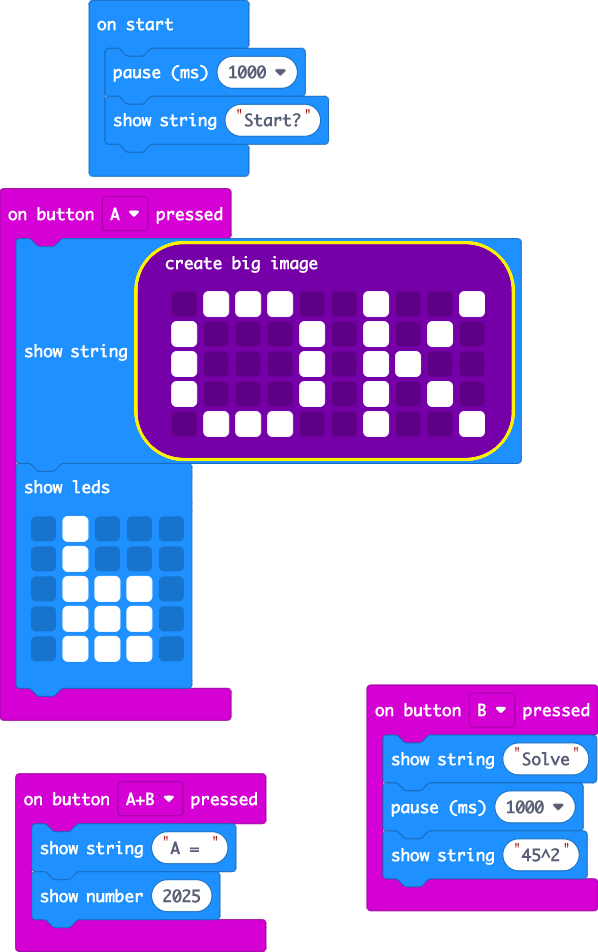 on start
pause (ms) 1000
show string "Start?"
on button A pressed
create big image
OK
show string
show leds
on button B pressed
show string "Solve"
pause (ms) 1000
show string "45^2"
on button A+B pressed
show string "A = "
show number 2025